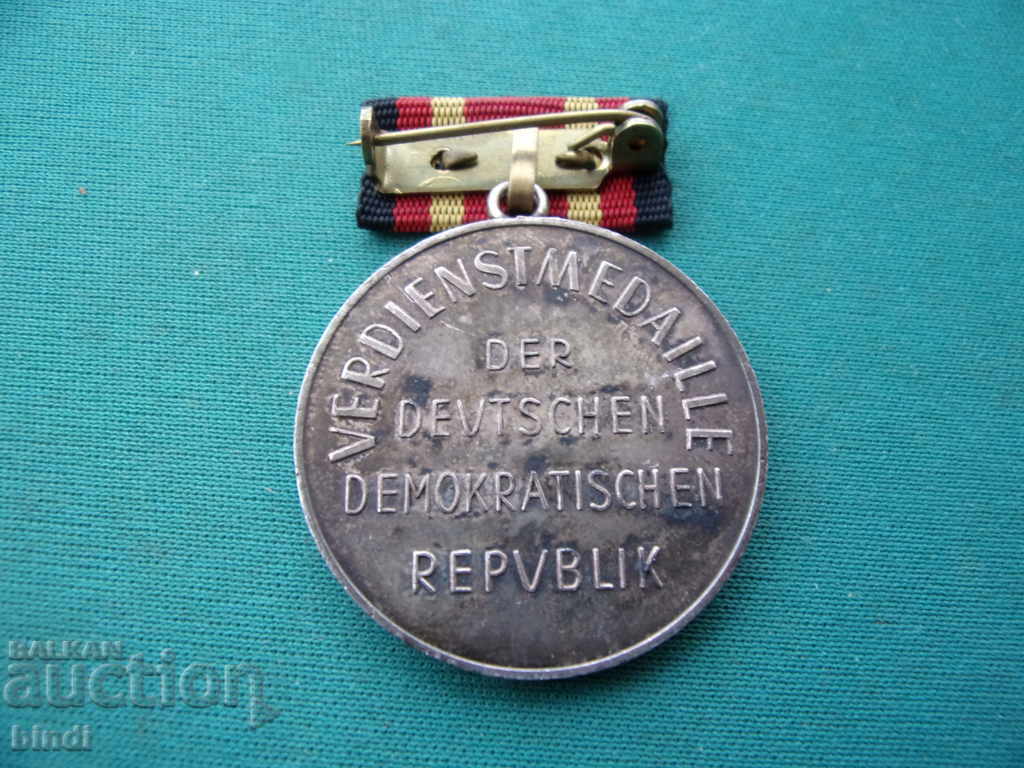 VERDIENSTMEDAILLE
DER
DEVTSCHEN
DEMOKRATISCHEN
REPVBLIK
BALKAN
auction
bindi